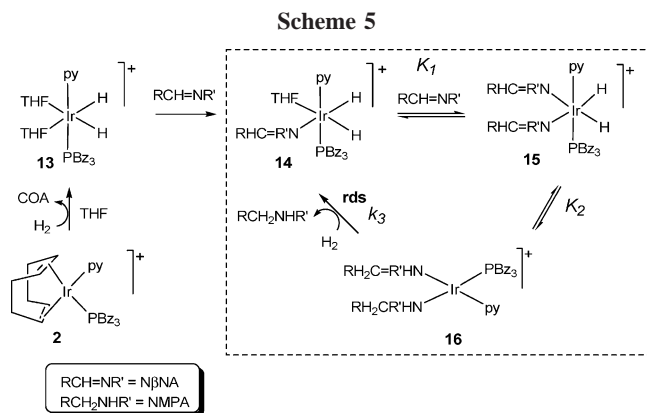 Scheme 5
py
+
THF
Ir
H
THF
H
PBz3
13
RCH=NR'
py
+
THF
Ir
H
RHC=R'N
H
PBz3
14
K1
RCH=NR'
py
+
RHC=R'N
Ir
H
RHC=R'N
H
PBz3
15
COA
H2
THF
RCH2NHR'
H2
rds
k3
K2
py
+
Ir
PBz3
2
RH2C=R'HN
PBz3
+
Ir
RH2CR'HN
py
16
RCH=NR' = NβNA
RCH2NHR' = NMPA